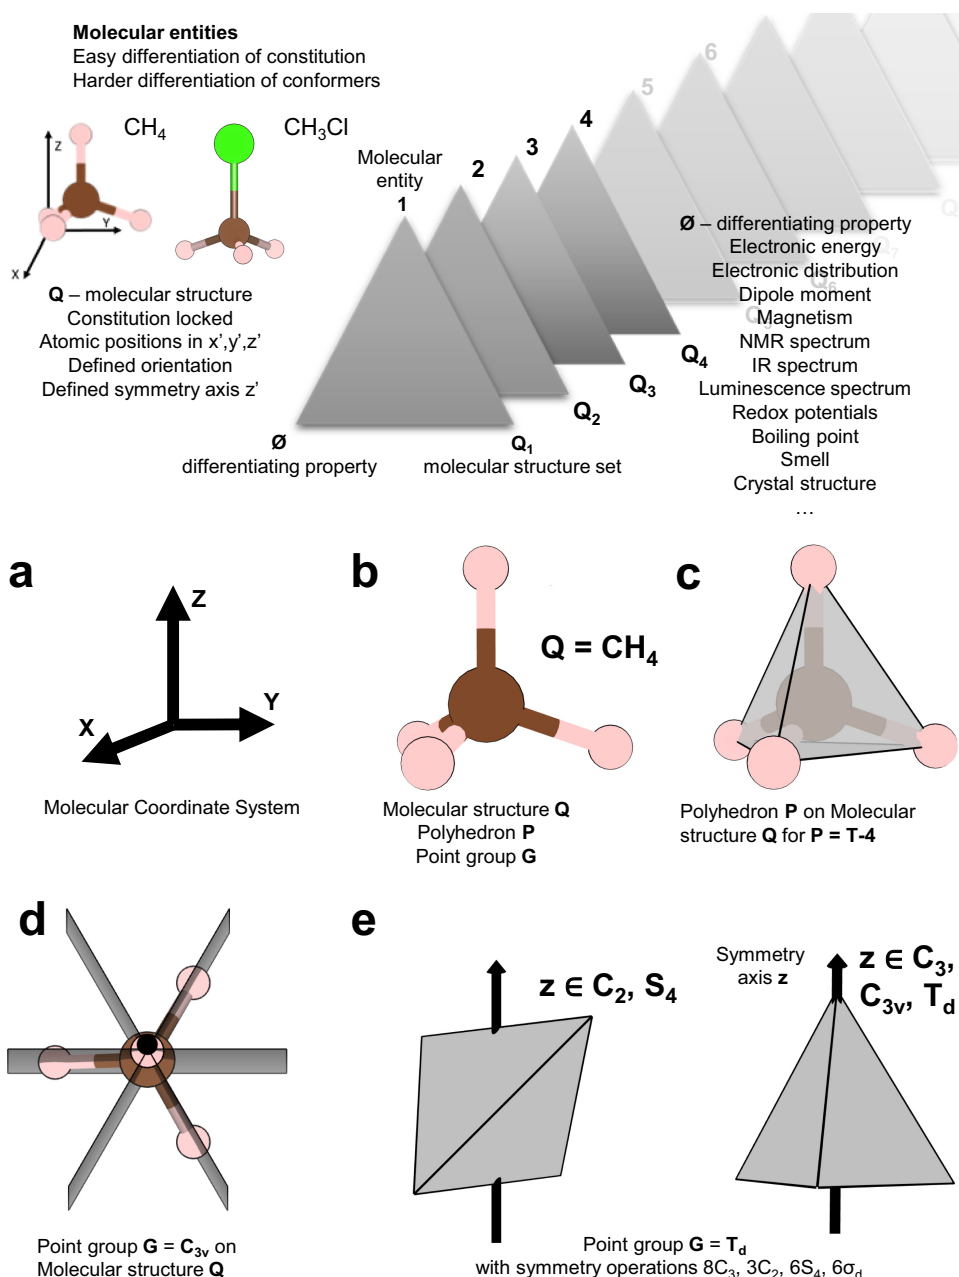 Molecular entities
Easy differentiation of constitution
Harder differentiation of conformers
CH4
CH3Cl
Z
Y
X
Q – molecular structure
Constitution locked
Atomic positions in x',y',z'
Defined orientation
Defined symmetry axis z'
Molecular
entity
1
2
3
4
5
6
Ø
differentiating property
Q1
molecular structure set
Q2
Q3
Q4
Q5
Q6
Q7
Q
Ø – differentiating property
Electronic energy
Electronic distribution
Dipole moment
Magnetism
NMR spectrum
IR spectrum
Luminescence spectrum
Redox potentials
Boiling point
Smell
Crystal structure
…
a
Z
Y
X
Molecular Coordinate System
b
Q = CH4
Molecular structure Q
Polyhedron P
Point group G
c
Polyhedron P on Molecular
structure Q for P = T-4
d
Point group G = C3v on
Molecular structure Q
e
z ∈ C2, S4
Symmetry
axis z
z ∈ C3,
C3v, Td
Point group G = Td
with symmetry operations 8C3, 3C2, 6S4, 6σd